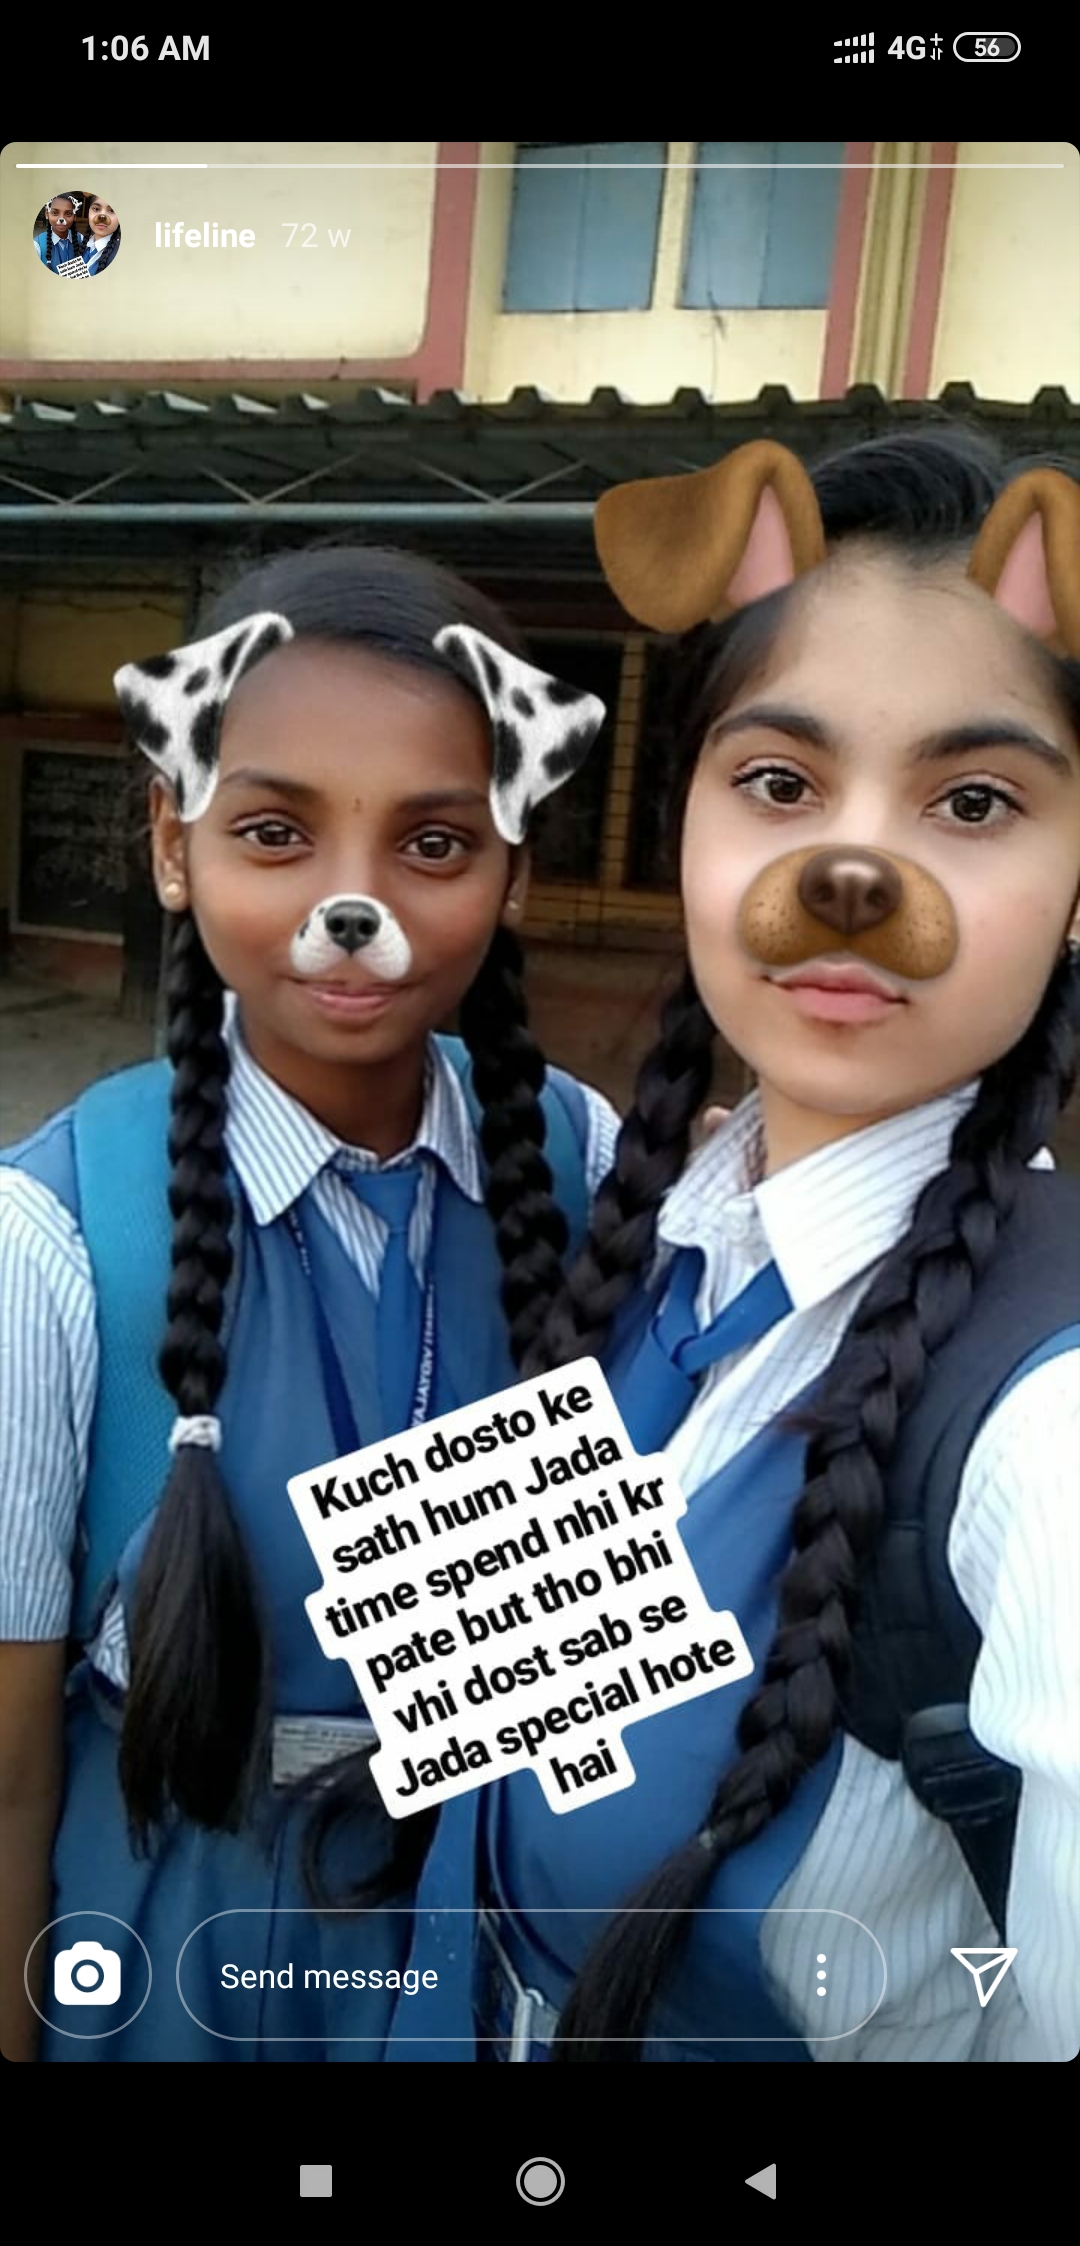 1:06 AM
4G+
56
lifeline 72 w
Kuch dosto ke
sath hum Jada
time spend nhi kr
pate but tho bhi
vhi dost sab se
Jada special hote
hai
Send message